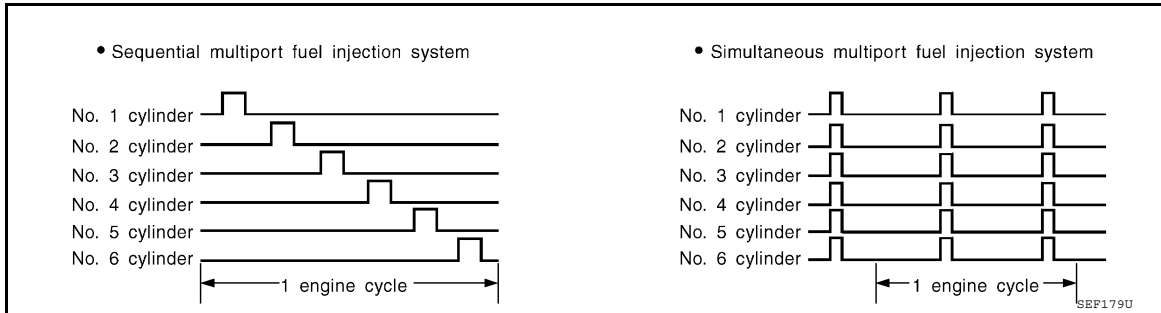 • Sequential multiport fuel injection system
No. 1 cylinder
No. 2 cylinder
No. 3 cylinder
No. 4 cylinder
No. 5 cylinder
No. 6 cylinder
1 engine cycle
• Simultaneous multiport fuel injection system
No. 1 cylinder
No. 2 cylinder
No. 3 cylinder
No. 4 cylinder
No. 5 cylinder
No. 6 cylinder
1 engine cycle
SEF179U